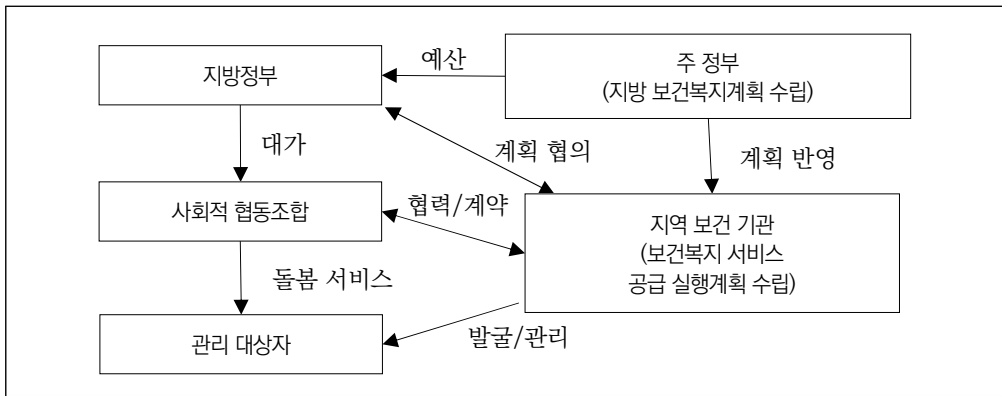 지방정부
예산
주 정부
(지방 보건복지계획 수립)
대가
계획 협의
계획 반영
사회적 협동조합
협력/계약
지역 보건 기관
(보건복지 서비스
공급 실행계획 수립)
돌봄 서비스
관리 대상자
발굴/관리